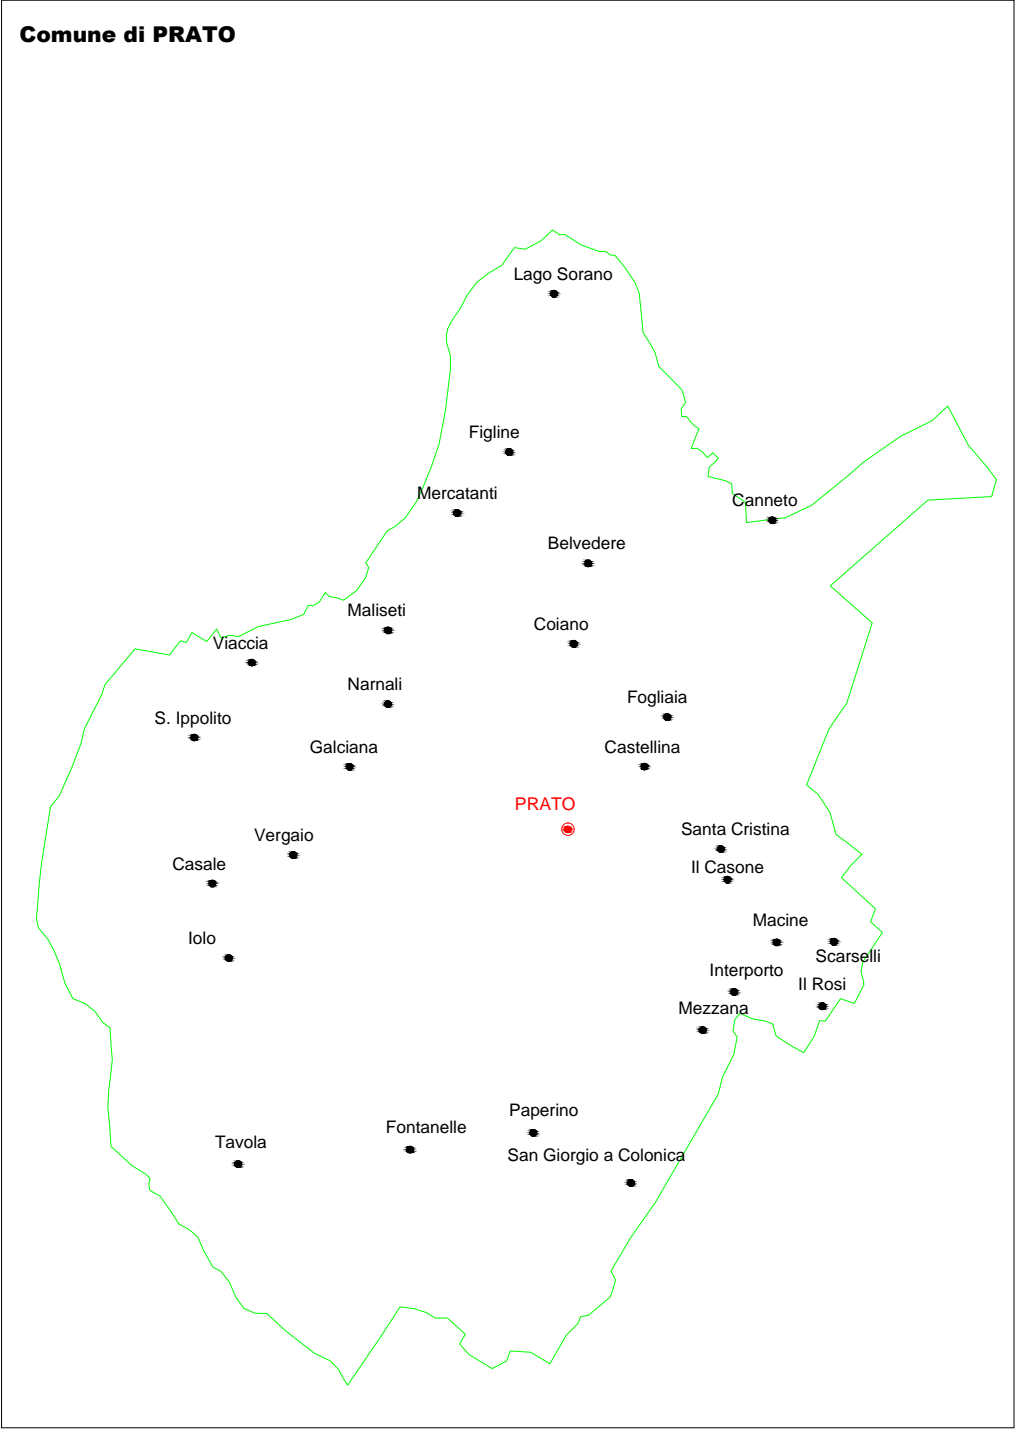 Comune di PRATO
Lago Sorano
Figline
Mercatanti
Canneto
Belvedere
Maliseti
Coiano
Viaccia
Narnali
Fogliaia
S. Ippolito
Galciana
Castellina
PRATO
Santa Cristina
Vergaio
Casale
Il Casone
Macine
Iolo
Scarselli
Interporto
Il Rosi
Mezzana
Paperino
Fontanelle
Tavola
San Giorgio a Colonica